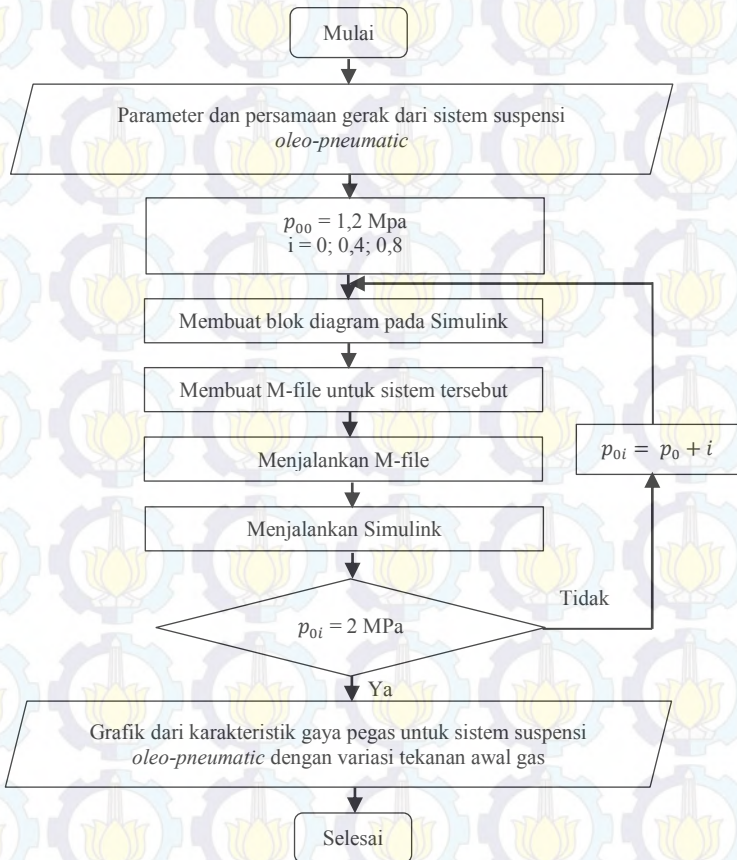 Mulai
Parameter dan persamaan gerak dari sistem suspensi
oleo-pneumatic
p₀₀ = 1,2 Mpa
i = 0; 0,4; 0,8
Membuat blok diagram pada Simulink
Membuat M-file untuk sistem tersebut
Menjalankan M-file
p₀ᵢ = p₀ + i
Menjalankan Simulink
Tidak
p₀ᵢ = 2 MPa
Ya
Grafik dari karakteristik gaya pegas untuk sistem suspensi
oleo-pneumatic dengan variasi tekanan awal gas
Selesai